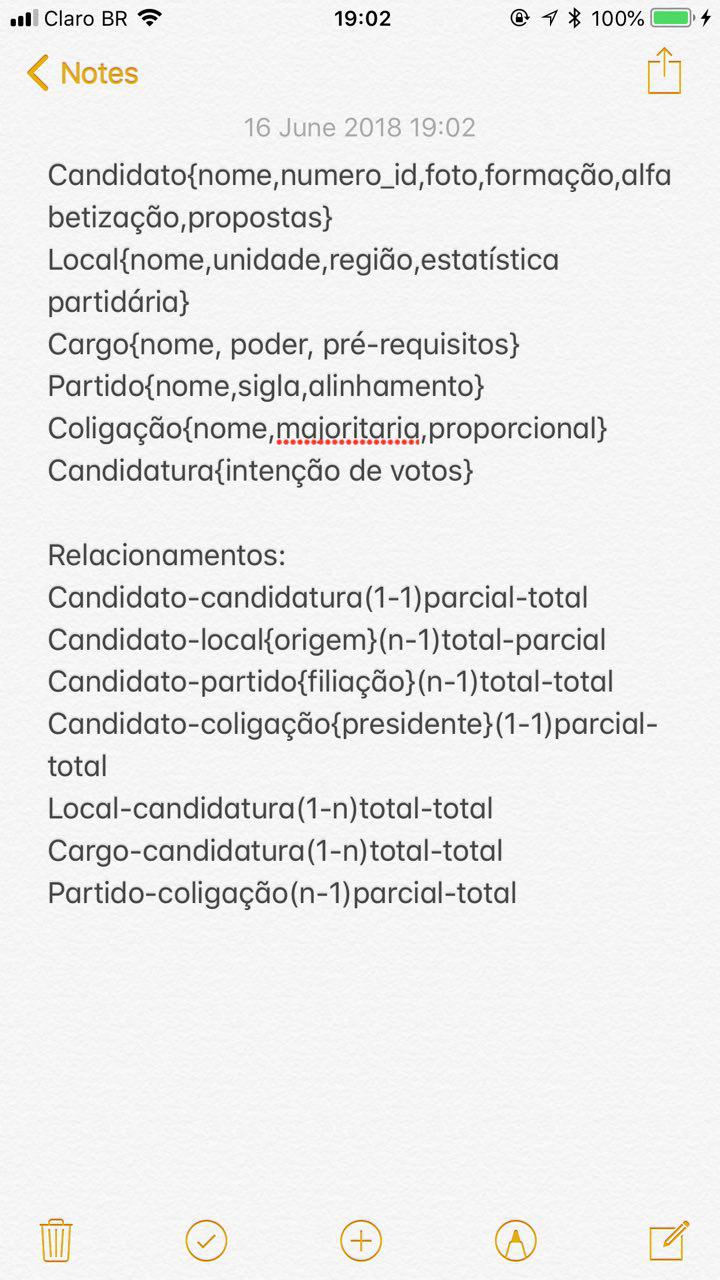 Claro BR 19:02 100%
Notes
16 June 2018 19:02
Candidato{nome,numero_id,foto,formação,alfa
betização,propostas}
Local{nome,unidade,região,estatística
partidária}
Cargo{nome, poder, pré-requisitos}
Partido{nome,sigla,alinhamento}
Coligação{nome,majoritaria,proporcional}
Candidatura{intenção de votos}
Relacionamentos:
Candidato-candidatura(1-1)parcial-total
Candidato-local{origem}(n-1)total-parcial
Candidato-partido{filiação}(n-1)total-total
Candidato-coligação{presidente}(1-1)parcial-
total
Local-candidatura(1-n)total-total
Cargo-candidatura(1-n)total-total
Partido-coligação(n-1)parcial-total